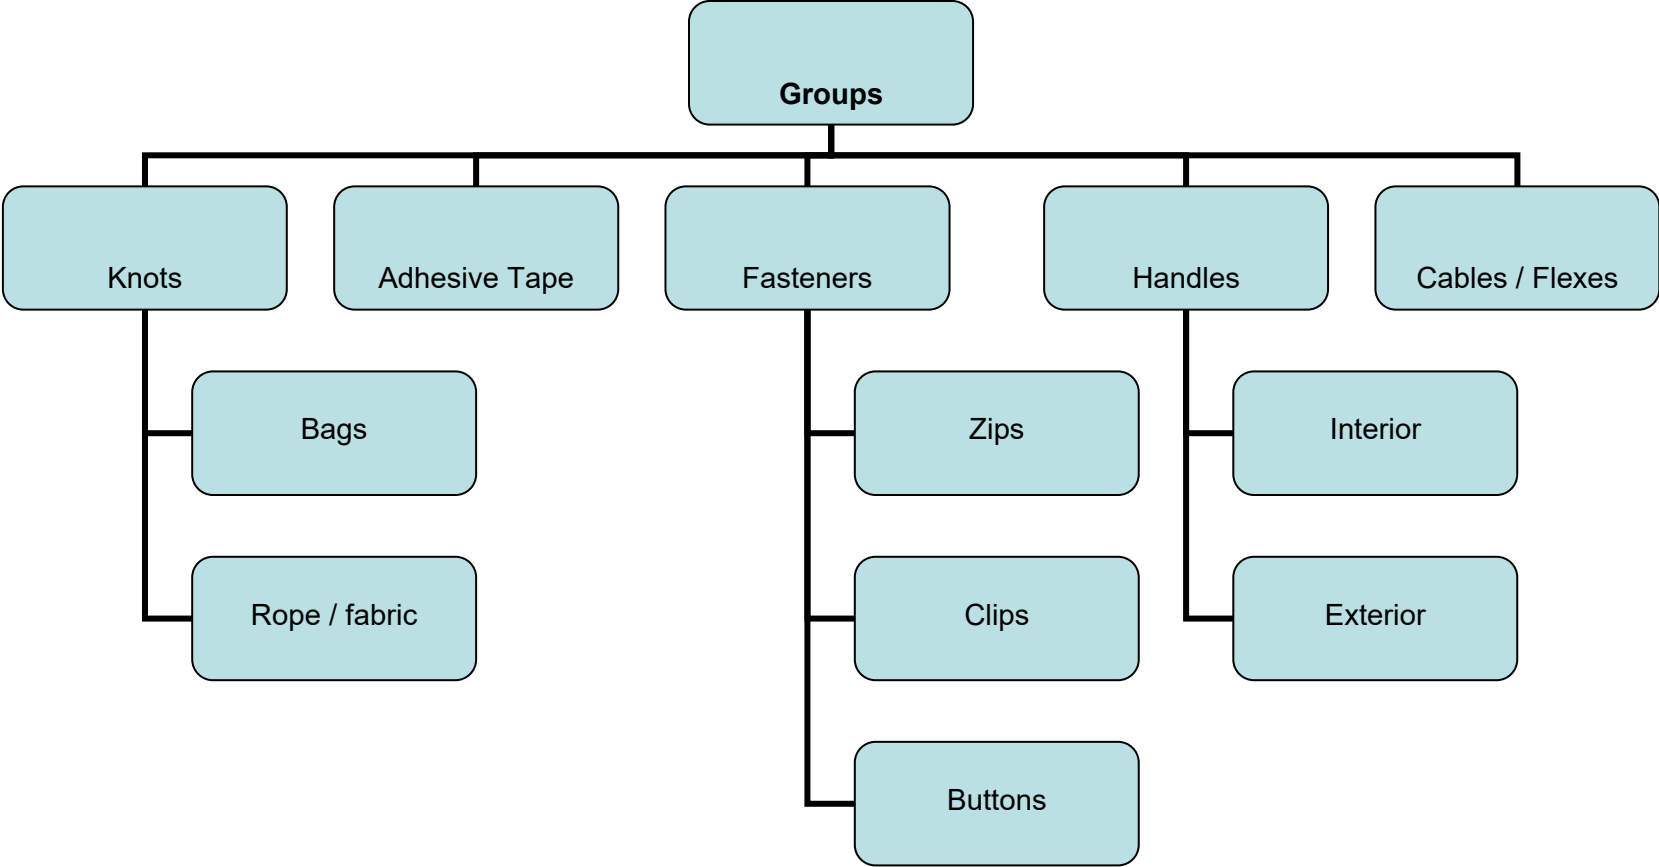 Groups
Knots
Adhesive Tape
Fasteners
Handles
Cables / Flexes
Bags
Zips
Interior
Rope / fabric
Clips
Exterior
Buttons